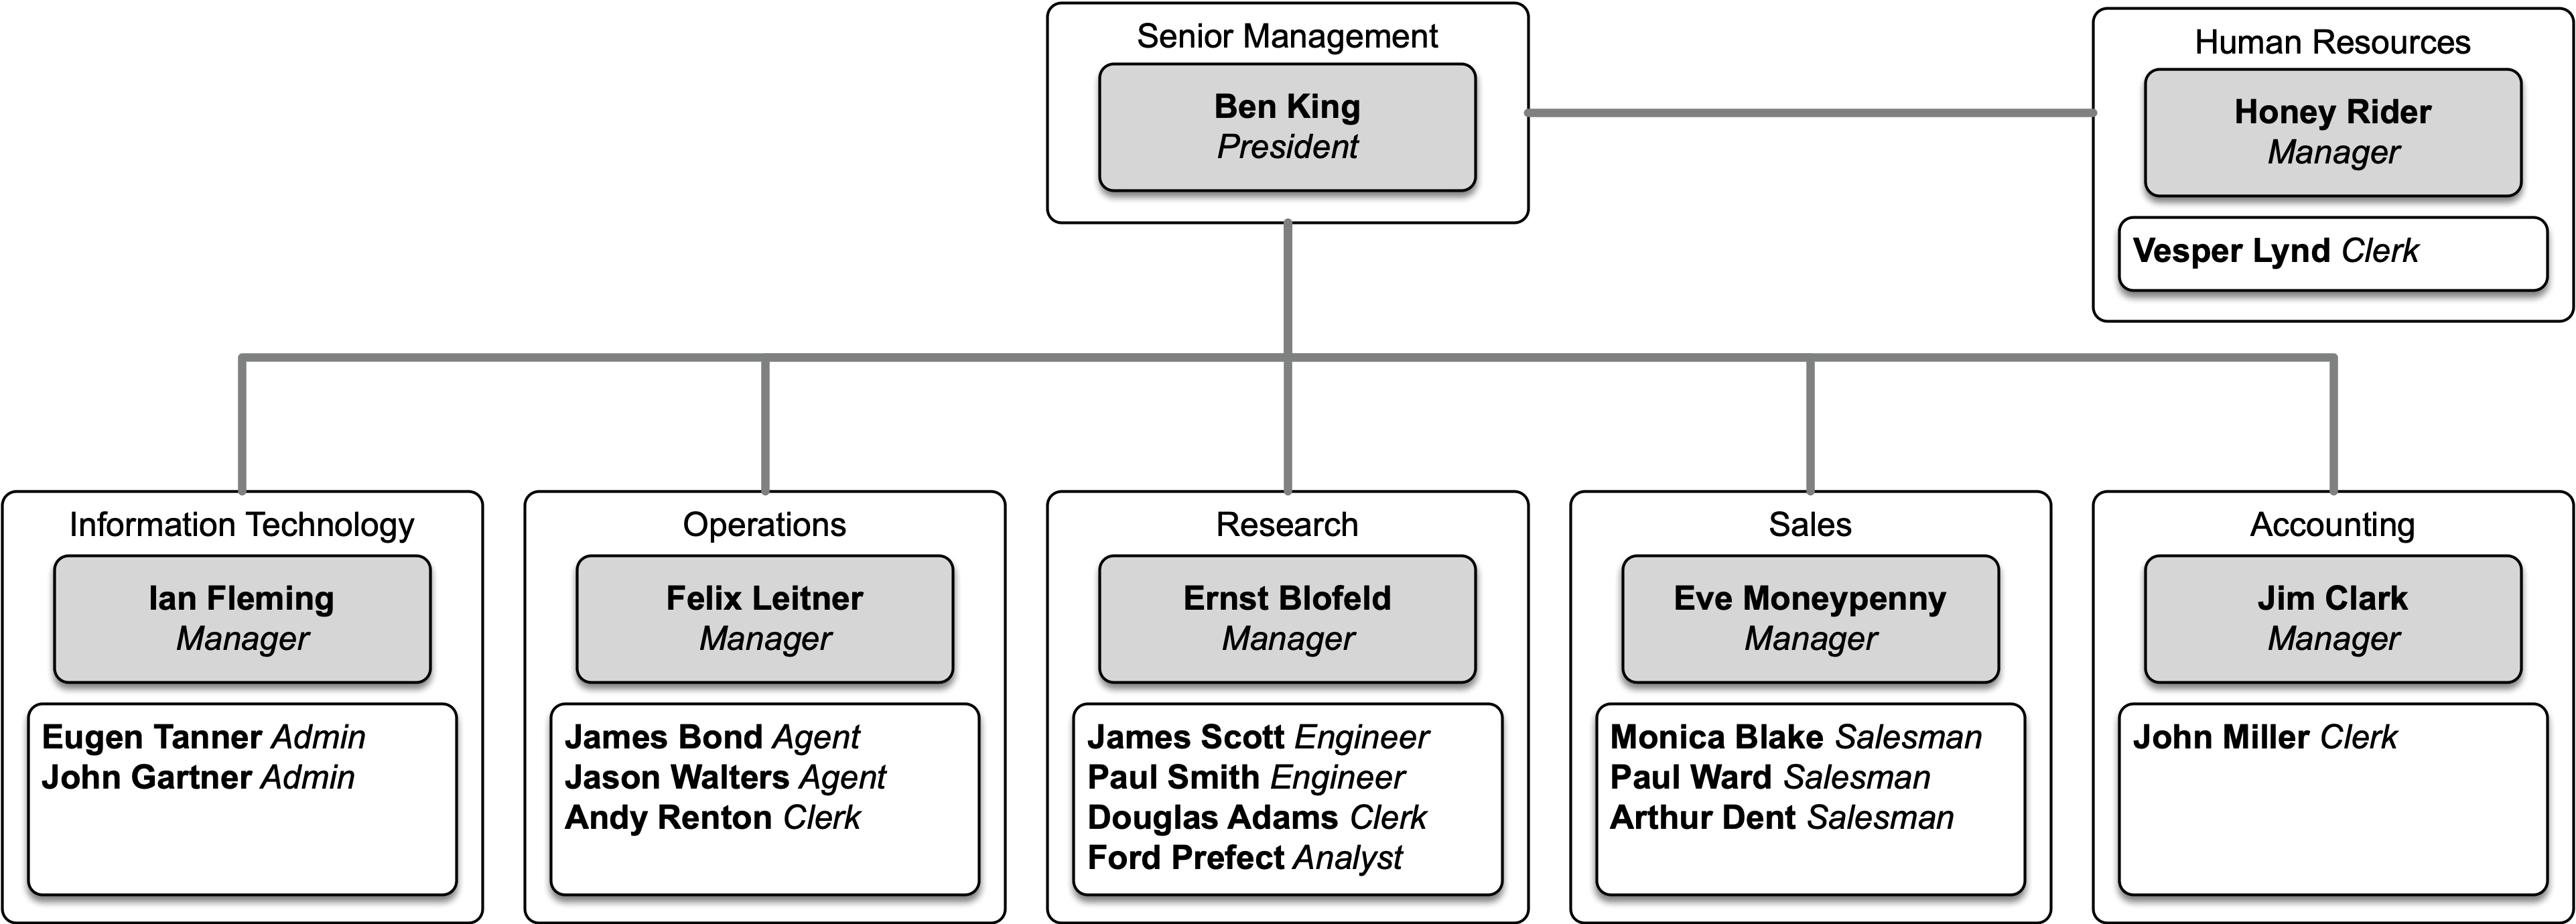 Senior Management
Ben King
President
Human Resources
Honey Rider
Manager
Vesper Lynd Clerk
Information Technology
Ian Fleming
Manager
Eugen Tanner Admin
John Gartner Admin
Operations
Felix Leitner
Manager
James Bond Agent
Jason Walters Agent
Andy Renton Clerk
Research
Ernst Blofeld
Manager
James Scott Engineer
Paul Smith Engineer
Douglas Adams Clerk
Ford Prefect Analyst
Sales
Eve Moneypenny
Manager
Monica Blake Salesman
Paul Ward Salesman
Arthur Dent Salesman
Accounting
Jim Clark
Manager
John Miller Clerk